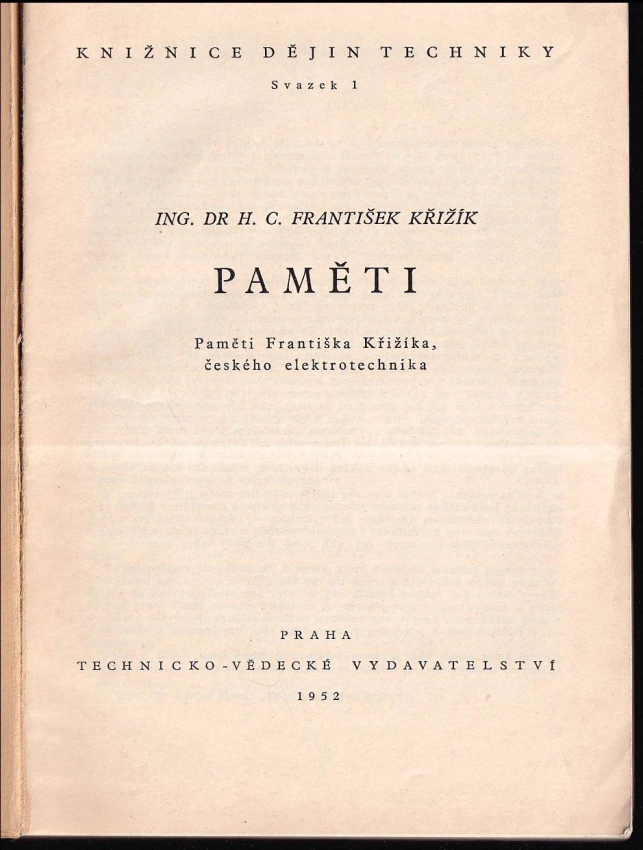 KNIŽNICE DĚJIN TECHNIKY
Svazek 1
ING. DR H. C. FRANTIŠEK KŘIŽÍK
PAMĚTI
Paměti Františka Křižíka,
českého elektrotechnika
PRAHA
TECHNICKO-VĚDECKÉ VYDAVATELSTVÍ
1952